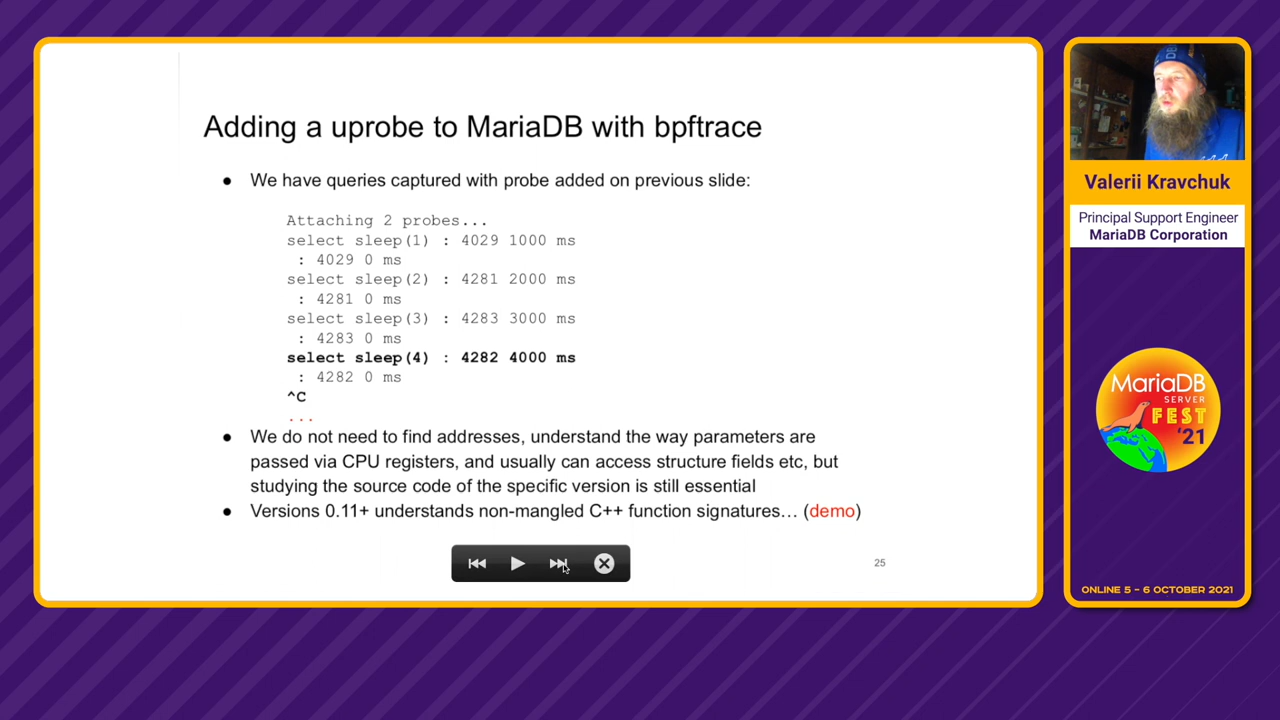 Adding a uprobe to MariaDB with bpftrace
● We have queries captured with probe added on previous slide:
Attaching 2 probes...
select sleep(1) : 4029 1000 ms
: 4029 0 ms
select sleep(2) : 4281 2000 ms
: 4281 0 ms
select sleep(3) : 4283 3000 ms
: 4283 0 ms
select sleep(4) : 4282 4000 ms
: 4282 0 ms
^C
...
● We do not need to find addresses, understand the way parameters are
passed via CPU registers, and usually can access structure fields etc, but
studying the source code of the specific version is still essential
● Versions 0.11+ understands non-mangled C++ function signatures… (demo)
25
Valerii Kravchuk
Principal Support Engineer
MariaDB Corporation
MariaDB
SERVER
FEST
'21
ONLINE 5 – 6 OCTOBER 2021